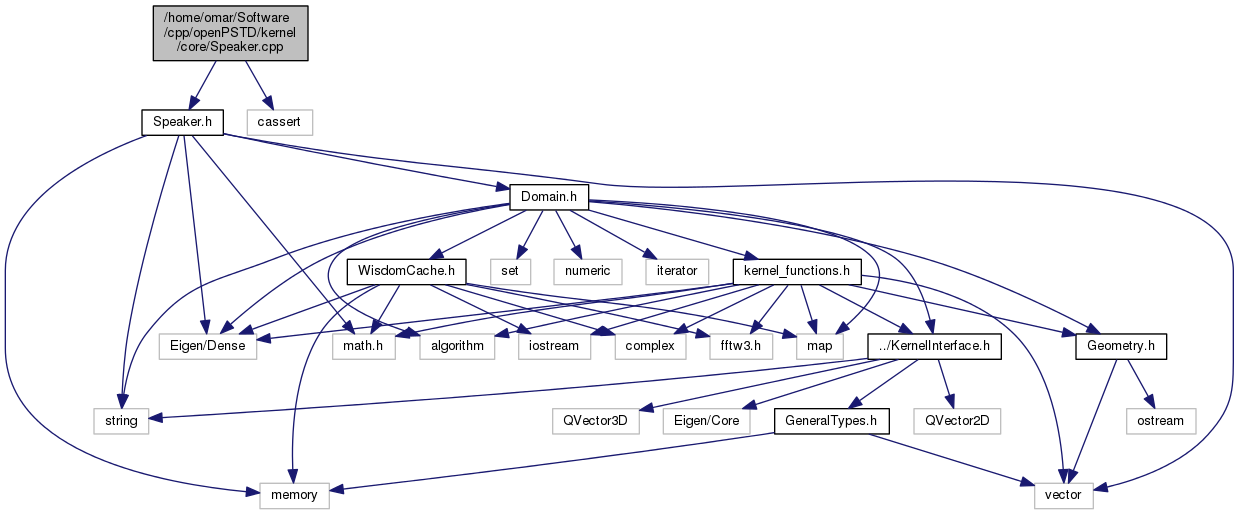 /home/omar/Software
/cpp/openPSTD/kernel
/core/Speaker.cpp
Speaker.h
cassert
Domain.h
WisdomCache.h
set
numeric
iterator
kernel_functions.h
Eigen/Dense
math.h
algorithm
iostream
complex
fftw3.h
map
../KernelInterface.h
Geometry.h
string
QVector3D
Eigen/Core
GeneralTypes.h
QVector2D
ostream
memory
vector